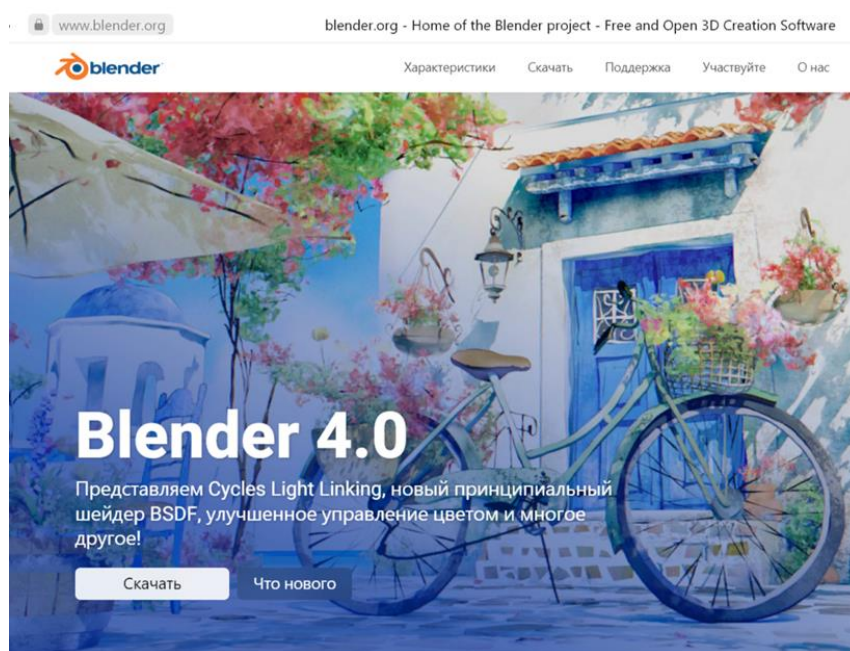 www.blender.org
blender.org - Home of the Blender project - Free and Open 3D Creation Software
blender
Характеристики Скачать Поддержка Участвуйте О нас
Blender 4.0
Представляем Cycles Light Linking, новый принципиальный
шейдер BSDF, улучшенное управление цветом и многое
другое!
Скачать Что нового